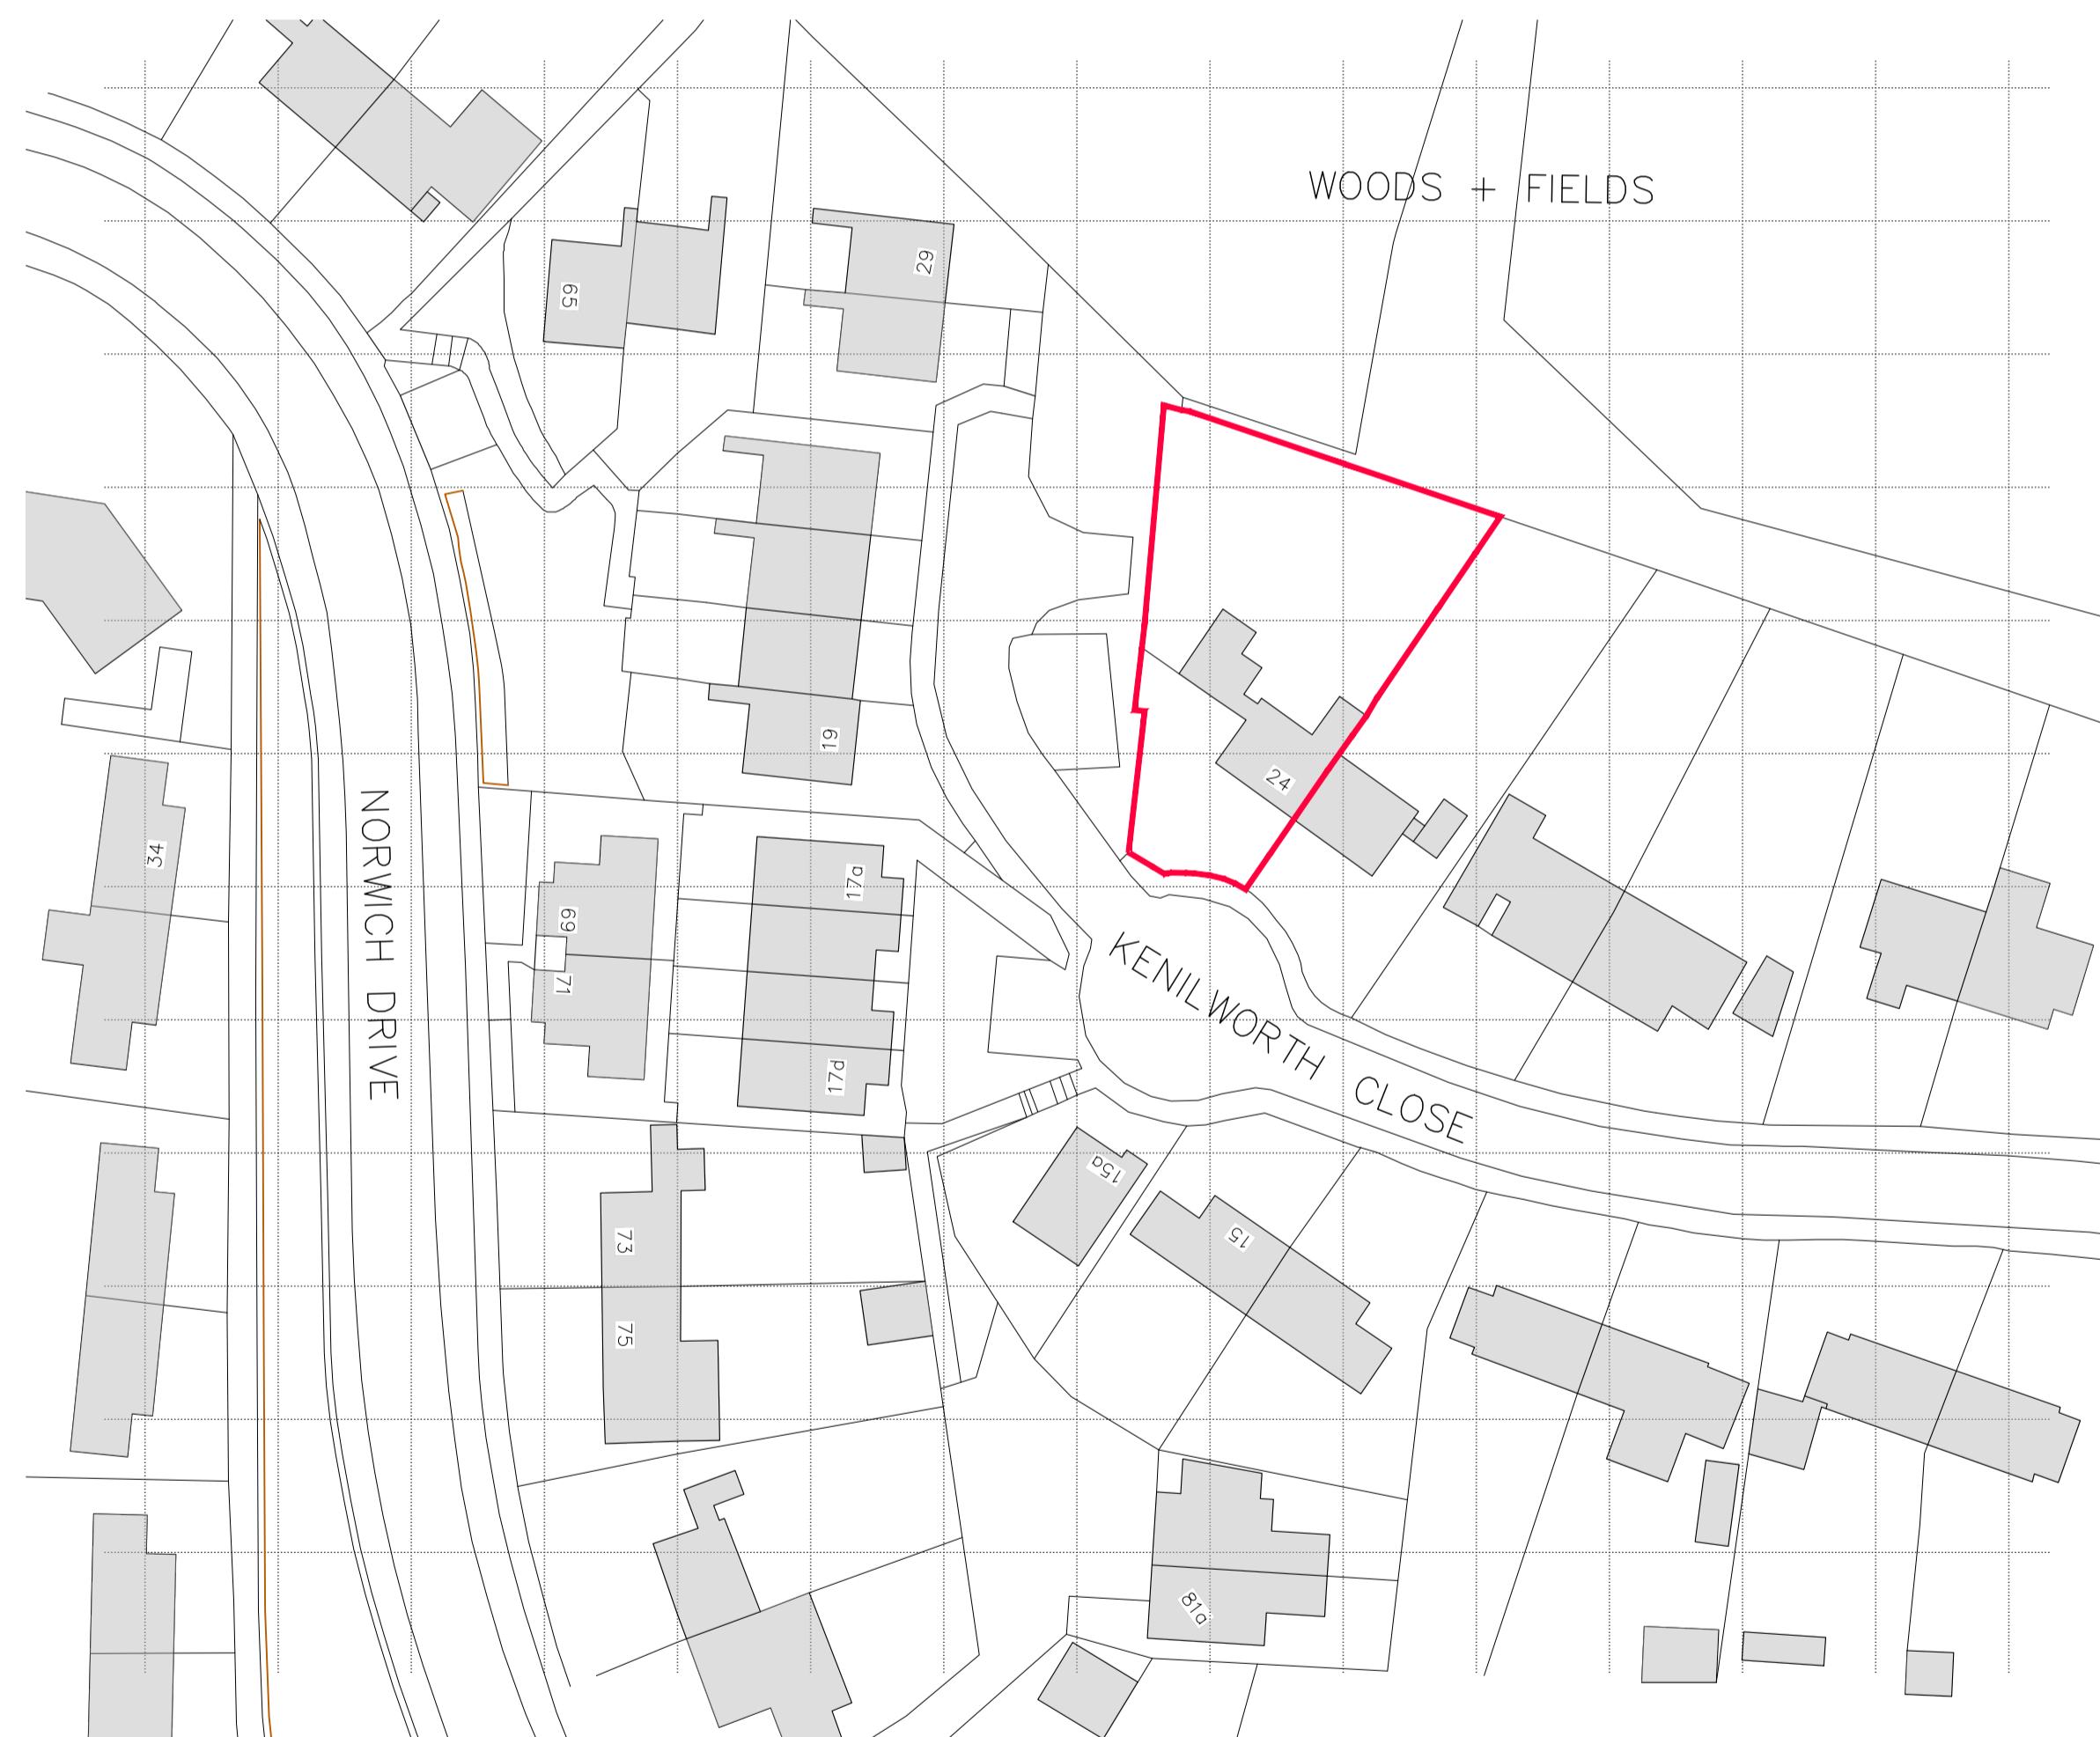 WOODS + FIELDS
29
65
19
24
34
NORWICH DRIVE
17a
69
71
KENILWORTH CLOSE
17d
15a
15
73
75
81a